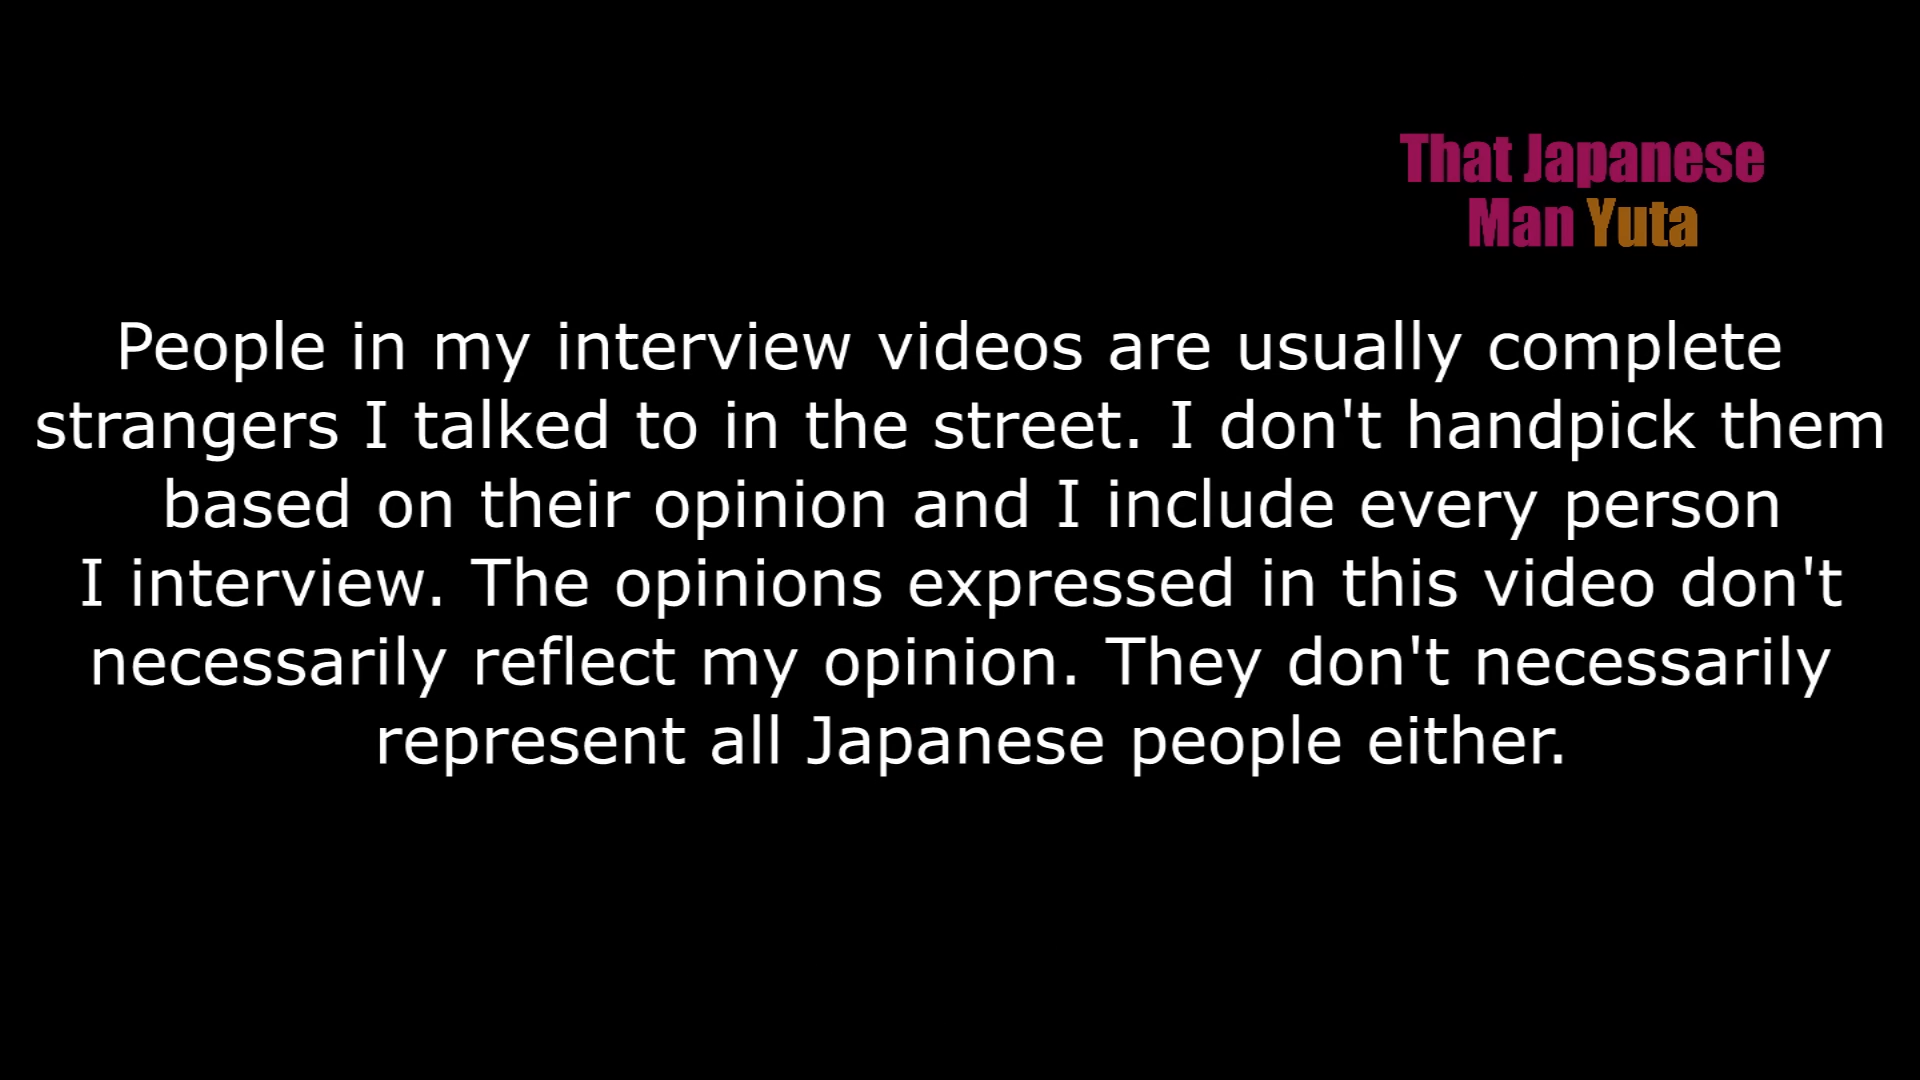 That Japanese
Man Yuta
People in my interview videos are usually complete
strangers I talked to in the street. I don't handpick them
based on their opinion and I include every person
I interview. The opinions expressed in this video don't
necessarily reflect my opinion. They don't necessarily
represent all Japanese people either.